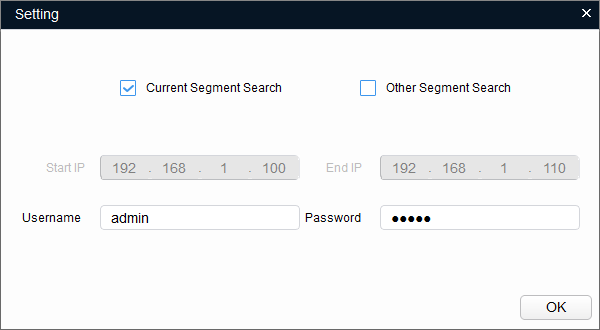 Setting
Current Segment Search Other Segment Search
Start IP 192 . 168 . 1 . 100 End IP 192 . 168 . 1 . 110
Username admin Password •••••
OK